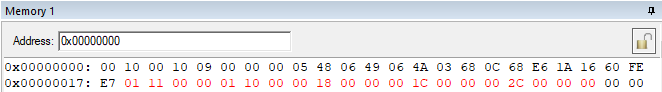 Memory 1
Address: 0x00000000
0x00000000: 00 10 00 10 09 00 00 00 05 48 06 49 06 4A 03 68 0C 68 E6 1A 16 60 FE
0x00000017: E7 01 11 00 00 01 10 00 00 18 00 00 00 1C 00 00 00 2C 00 00 00 00 00